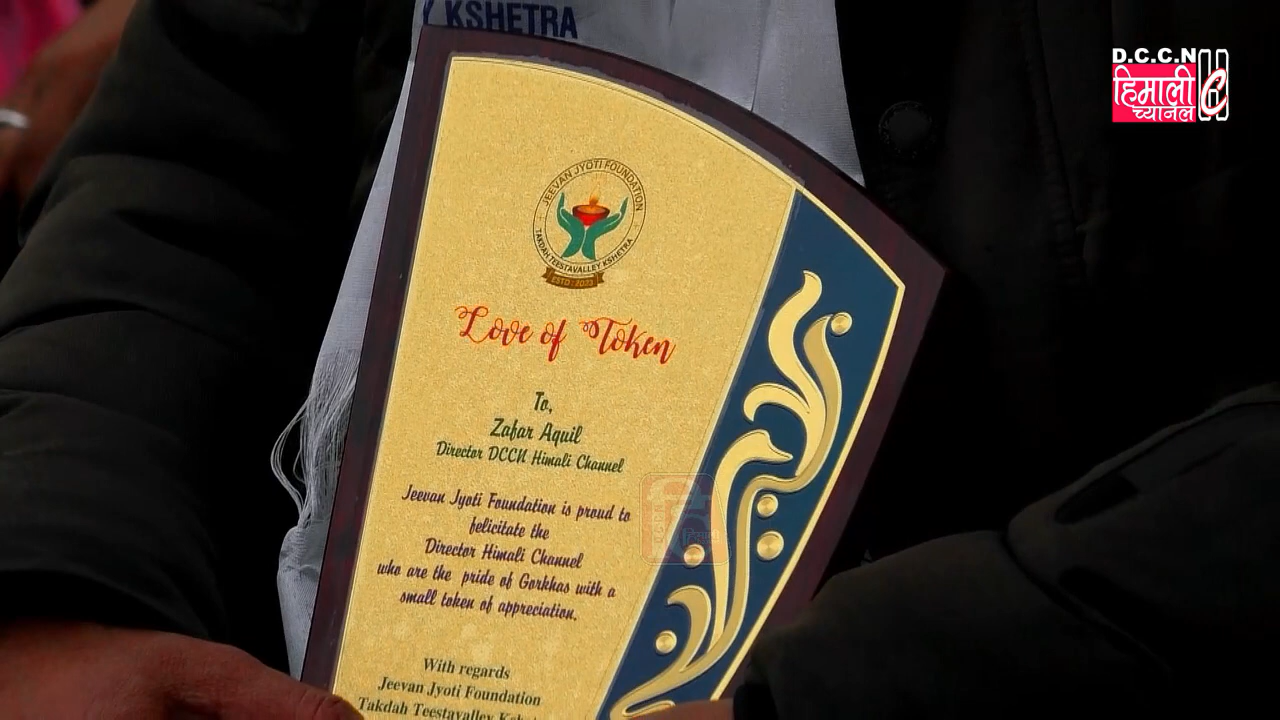 Y KSHETRA
D.C.C.N
हिमाली
च्यानल
JEEVAN JYOTI FOUNDATION
TAKDAH TEESTAVALLEY KSHETRA
ESTD : 2023
Love of Token
To,
Zafar Aquil
Director DCCN Himali Channel
Jeevan Jyoti Foundation is proud to
felicitate the
Director Himali Channel
who are the pride of Gorkhas with a
small token of appreciation.
With regards
Jeevan Jyoti Foundation
Takdah Teestavalley